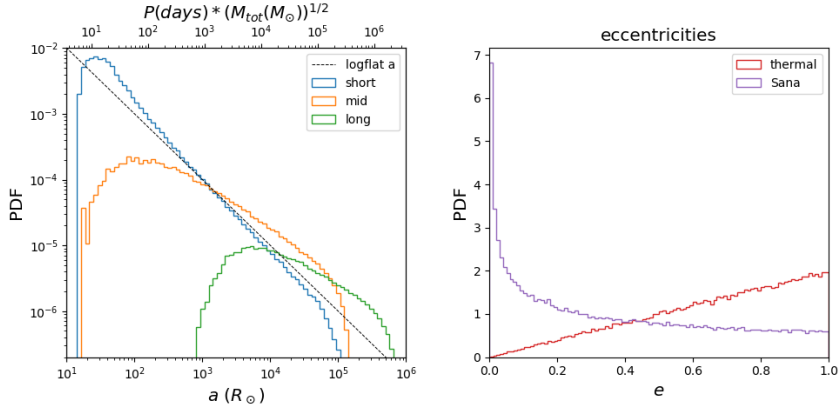 P(days) * (M_tot(M_⊙))^1/2
10^1 10^2 10^3 10^4 10^5 10^6
10^-2
10^-3
10^-4
10^-5
10^-6
PDF
logflat a
short
mid
long
10^1 10^2 10^3 10^4 10^5 10^6
a (R_⊙)
eccentricities
7
6
5
4
3
2
1
0
PDF
thermal
Sana
0.0 0.2 0.4 0.6 0.8 1.0
e